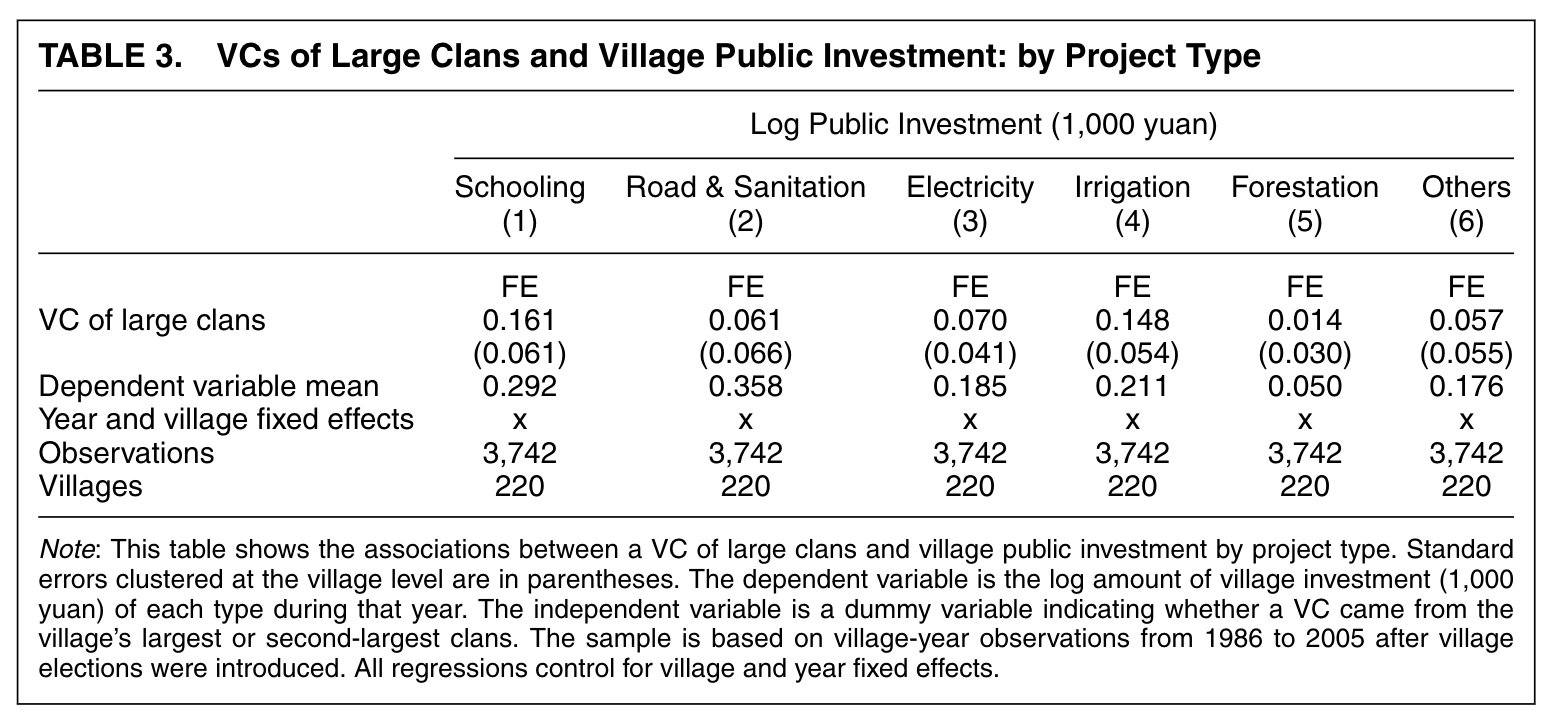 TABLE 3. VCs of Large Clans and Village Public Investment: by Project Type
Log Public Investment (1,000 yuan)
Schooling Road & Sanitation Electricity Irrigation Forestation Others
(1) (2) (3) (4) (5) (6)
FE FE FE FE FE FE
VC of large clans 0.161 0.061 0.070 0.148 0.014 0.057
(0.061) (0.066) (0.041) (0.054) (0.030) (0.055)
Dependent variable mean 0.292 0.358 0.185 0.211 0.050 0.176
Year and village fixed effects x x x x x x
Observations 3,742 3,742 3,742 3,742 3,742 3,742
Villages 220 220 220 220 220 220
Note: This table shows the associations between a VC of large clans and village public investment by project type. Standard
errors clustered at the village level are in parentheses. The dependent variable is the log amount of village investment (1,000
yuan) of each type during that year. The independent variable is a dummy variable indicating whether a VC came from the
village's largest or second-largest clans. The sample is based on village-year observations from 1986 to 2005 after village
elections were introduced. All regressions control for village and year fixed effects.